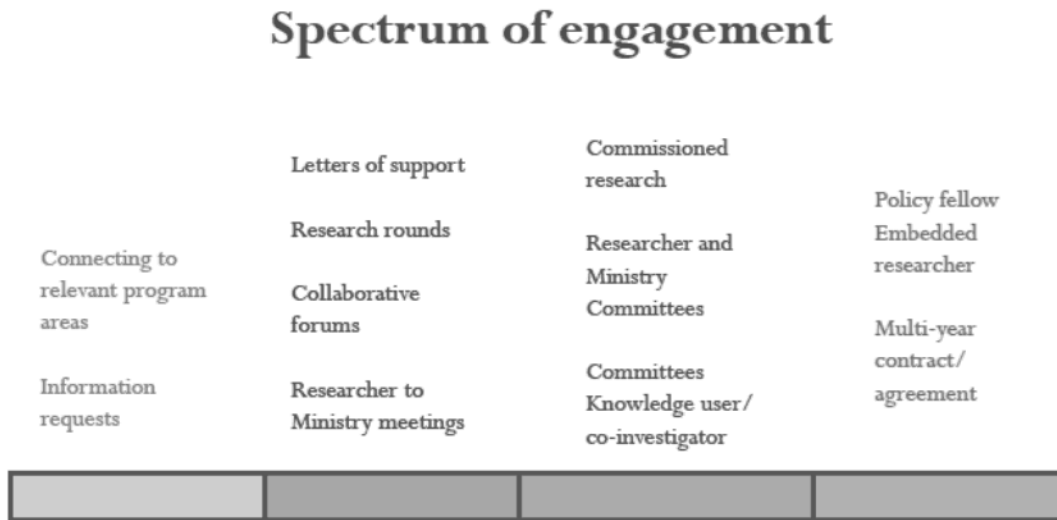 Spectrum of engagement
Connecting to
relevant program
areas
Information
requests
Letters of support
Research rounds
Collaborative
forums
Researcher to
Ministry meetings
Commissioned
research
Researcher and
Ministry
Committees
Committees
Knowledge user/
co-investigator
Policy fellow
Embedded
researcher
Multi-year
contract/
agreement